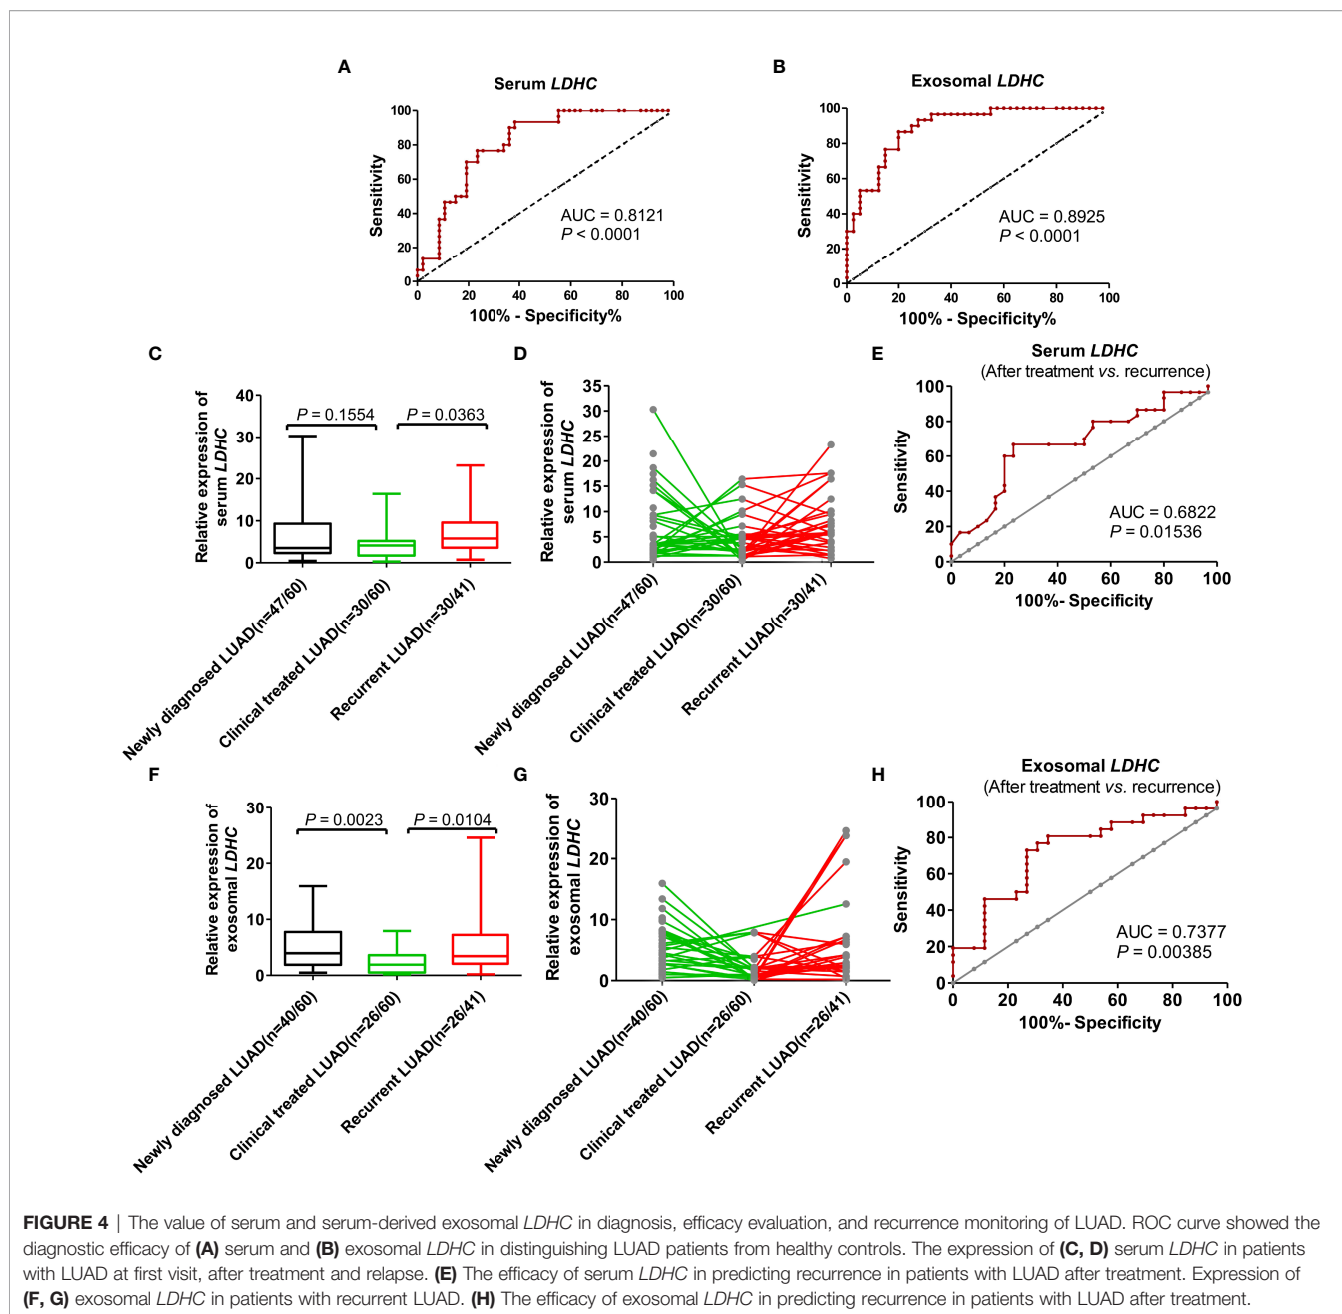 A
Serum LDHC
Sensitivity
100
80
60
40
20
0
AUC = 0.8121
P < 0.0001
0 20 40 60 80 100
100% - Specificity%
B
Exosomal LDHC
Sensitivity
100
80
60
40
20
0
AUC = 0.8925
P < 0.0001
0 20 40 60 80 100
100% - Specificity%
C
Relative expression of
serum LDHC
40
30
20
10
0
P = 0.1554
P = 0.0363
Newly diagnosed LUAD(n=47/60)
Clinical treated LUAD(n=30/60)
Recurrent LUAD(n=30/41)
D
Relative expression of
serum LDHC
35
30
25
20
15
10
5
0
Newly diagnosed LUAD(n=47/60)
Clinical treated LUAD(n=30/60)
Recurrent LUAD(n=30/41)
E
Serum LDHC
(After treatment vs. recurrence)
Sensitivity
100
80
60
40
20
0
AUC = 0.6822
P = 0.01536
0 20 40 60 80 100
100%- Specificity
F
Relative expression of
exosomal LDHC
30
20
10
0
P = 0.0023
P = 0.0104
Newly diagnosed LUAD(n=40/60)
Clinical treated LUAD(n=26/60)
Recurrent LUAD(n=26/41)
G
Relative expression of
exosomal LDHC
30
20
10
0
Newly diagnosed LUAD(n=40/60)
Clinical treated LUAD(n=26/60)
Recurrent LUAD(n=26/41)
H
Exosomal LDHC
(After treatment vs. recurrence)
Sensitivity
100
80
60
40
20
0
AUC = 0.7377
P = 0.00385
0 20 40 60 80 100
100%- Specificity
FIGURE 4 | The value of serum and serum-derived exosomal LDHC in diagnosis, efficacy evaluation, and recurrence monitoring of LUAD. ROC curve showed the
diagnostic efficacy of (A) serum and (B) exosomal LDHC in distinguishing LUAD patients from healthy controls. The expression of (C, D) serum LDHC in patients
with LUAD at first visit, after treatment and relapse. (E) The efficacy of serum LDHC in predicting recurrence in patients with LUAD after treatment. Expression of
(F, G) exosomal LDHC in patients with recurrent LUAD. (H) The efficacy of exosomal LDHC in predicting recurrence in patients with LUAD after treatment.